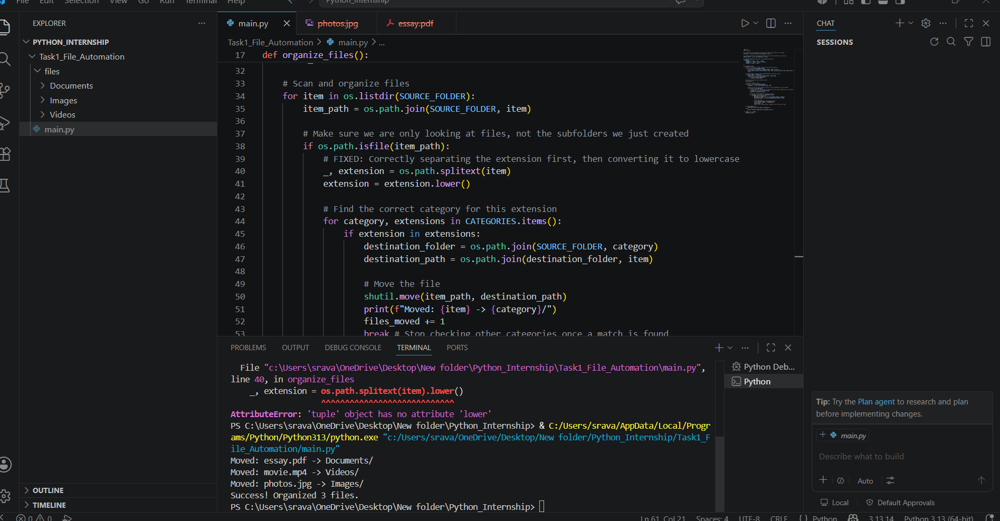 File Edit Selection View Go Run Terminal Help
Python_Internship
EXPLORER
PYTHON_INTERNSHIP
Task1_File_Automation
files
Documents
Images
Videos
main.py
OUTLINE
TIMELINE
main.py
photos.jpg
essay.pdf
Task1_File_Automation > main.py > ...
17 def organize_files():
32
33 # Scan and organize files
34 for item in os.listdir(SOURCE_FOLDER):
35 item_path = os.path.join(SOURCE_FOLDER, item)
36
37 # Make sure we are only looking at files, not the subfolders we just created
38 if os.path.isfile(item_path):
39 # FIXED: Correctly separating the extension first, then converting it to lowercase
40 _, extension = os.path.splitext(item)
41 extension = extension.lower()
42
43 # Find the correct category for this extension
44 for category, extensions in CATEGORIES.items():
45 if extension in extensions:
46 destination_folder = os.path.join(SOURCE_FOLDER, category)
47 destination_path = os.path.join(destination_folder, item)
48
49 # Move the file
50 shutil.move(item_path, destination_path)
51 print(f"Moved: {item} -> {category}/")
52 files_moved += 1
53 break # Stop checking other categories once a match is found
PROBLEMS OUTPUT DEBUG CONSOLE TERMINAL PORTS
File "c:\Users\srava\OneDrive\Desktop\New folder\Python_Internship\Task1_File_Automation\main.py",
line 40, in organize_files
_, extension = os.path.splitext(item).lower()
^^^^^^^^^^^^^^^^^^^^^^^^^^
AttributeError: 'tuple' object has no attribute 'lower'
PS C:\Users\srava\OneDrive\Desktop\New folder\Python_Internship> & C:/Users/srava/AppData/Local/Progr
ams/Python/Python313/python.exe "c:/Users/srava/OneDrive/Desktop/New folder/Python_Internship/Task1_F
ile_Automation/main.py"
Moved: essay.pdf -> Documents/
Moved: movie.mp4 -> Videos/
Moved: photos.jpg -> Images/
Success! Organized 3 files.
PS C:\Users\srava\OneDrive\Desktop\New folder\Python_Internship>
Python Deb...
Python
CHAT
SESSIONS
Tip: Try the Plan agent to research and plan
before implementing changes.
+ main.py
Describe what to build
Auto
Local
Default Approvals
0 0
Ln 61, Col 21 Spaces: 4 UTF-8 CRLF { } Python 3.13.14 Python 3.13 (64-bit)